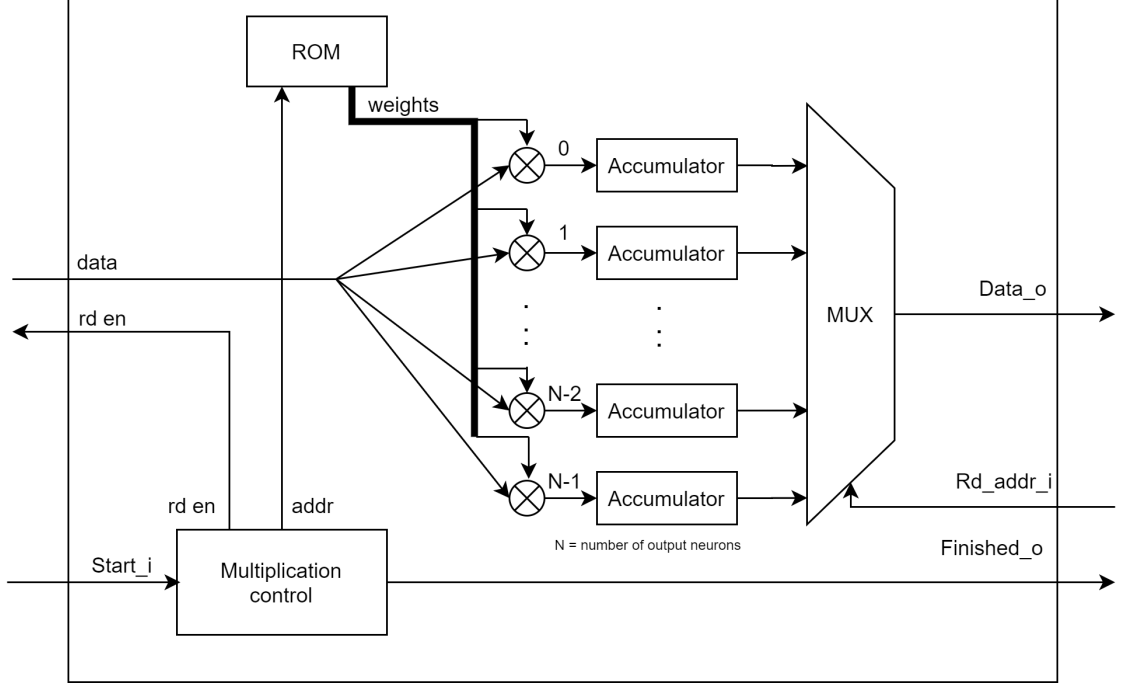 ROM
weights
0
Accumulator
1
Accumulator
data
rd en
MUX
Data_o
N-2
Accumulator
N-1
Accumulator
Rd_addr_i
rd en
addr
N = number of output neurons
Finished_o
Start_i
Multiplication
control